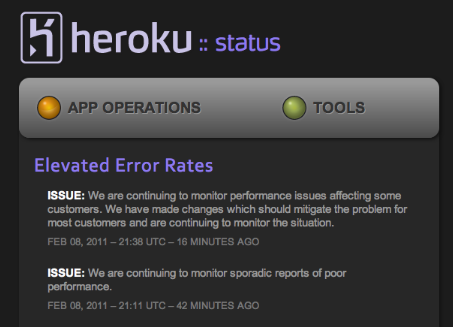 heroku :: status
APP OPERATIONS TOOLS
Elevated Error Rates
ISSUE: We are continuing to monitor performance issues affecting some
customers. We have made changes which should mitigate the problem for
most customers and are continuing to monitor the situation.
FEB 08, 2011 – 21:38 UTC – 16 MINUTES AGO
ISSUE: We are continuing to monitor sporadic reports of poor
performance.
FEB 08, 2011 – 21:11 UTC – 42 MINUTES AGO